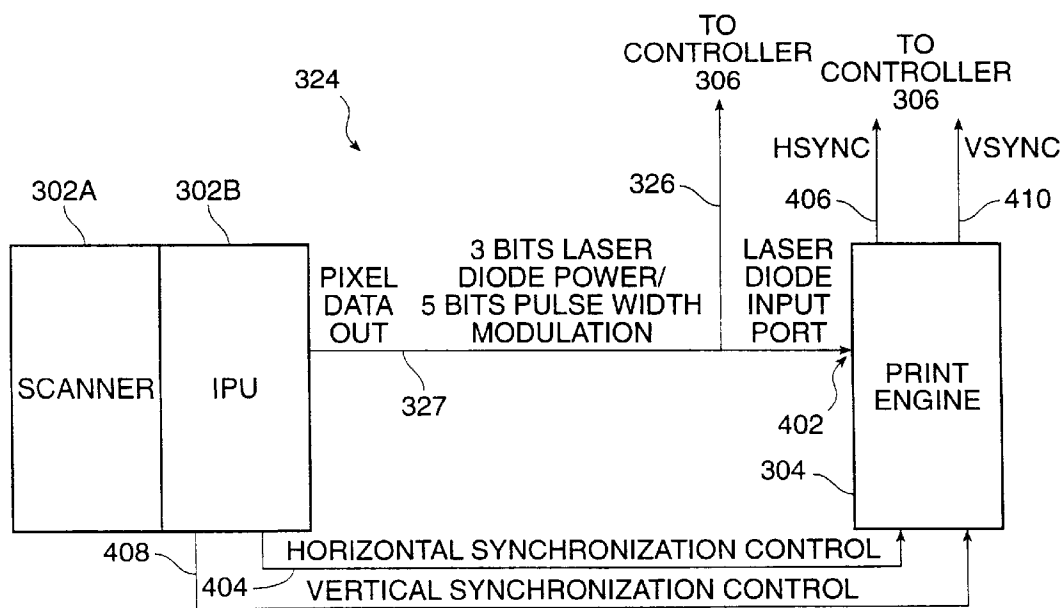 TO
CONTROLLER
306
TO
CONTROLLER
306
324
HSYNC
VSYNC
326
406
410
302A
302B
PIXEL
DATA
OUT
3 BITS LASER
DIODE POWER/
5 BITS PULSE WIDTH
MODULATION
LASER
DIODE
INPUT
PORT
SCANNER
IPU
327
402
PRINT
ENGINE
304
408
404
HORIZONTAL SYNCHRONIZATION CONTROL
VERTICAL SYNCHRONIZATION CONTROL